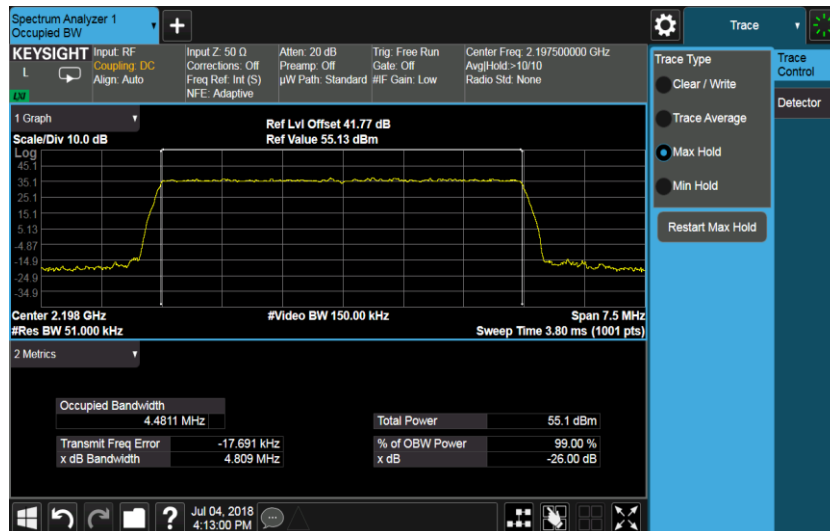 Spectrum Analyzer 1
Occupied BW
+
Trace
KEYSIGHT
L
LXI
Input: RF
Coupling: DC
Align: Auto
Input Z: 50 Ω
Corrections: Off
Freq Ref: Int (S)
NFE: Adaptive
Atten: 20 dB
Preamp: Off
µW Path: Standard
Trig: Free Run
Gate: Off
#IF Gain: Low
Center Freq: 2.197500000 GHz
Avg|Hold:>10/10
Radio Std: None
Trace Type
Clear / Write
Trace Average
Max Hold
Min Hold
Restart Max Hold
Trace
Control
Detector
1 Graph
Scale/Div 10.0 dB
Ref Lvl Offset 41.77 dB
Ref Value 55.13 dBm
Log
45.1
35.1
25.1
15.1
5.13
-4.87
-14.9
-24.9
-34.9
Center 2.198 GHz
#Video BW 150.00 kHz
Span 7.5 MHz
#Res BW 51.000 kHz
Sweep Time 3.80 ms (1001 pts)
2 Metrics
Occupied Bandwidth
4.4811 MHz
Total Power 55.1 dBm
Transmit Freq Error -17.691 kHz
% of OBW Power 99.00 %
x dB Bandwidth 4.809 MHz
x dB -26.00 dB
?
Jul 04, 2018
4:13:00 PM